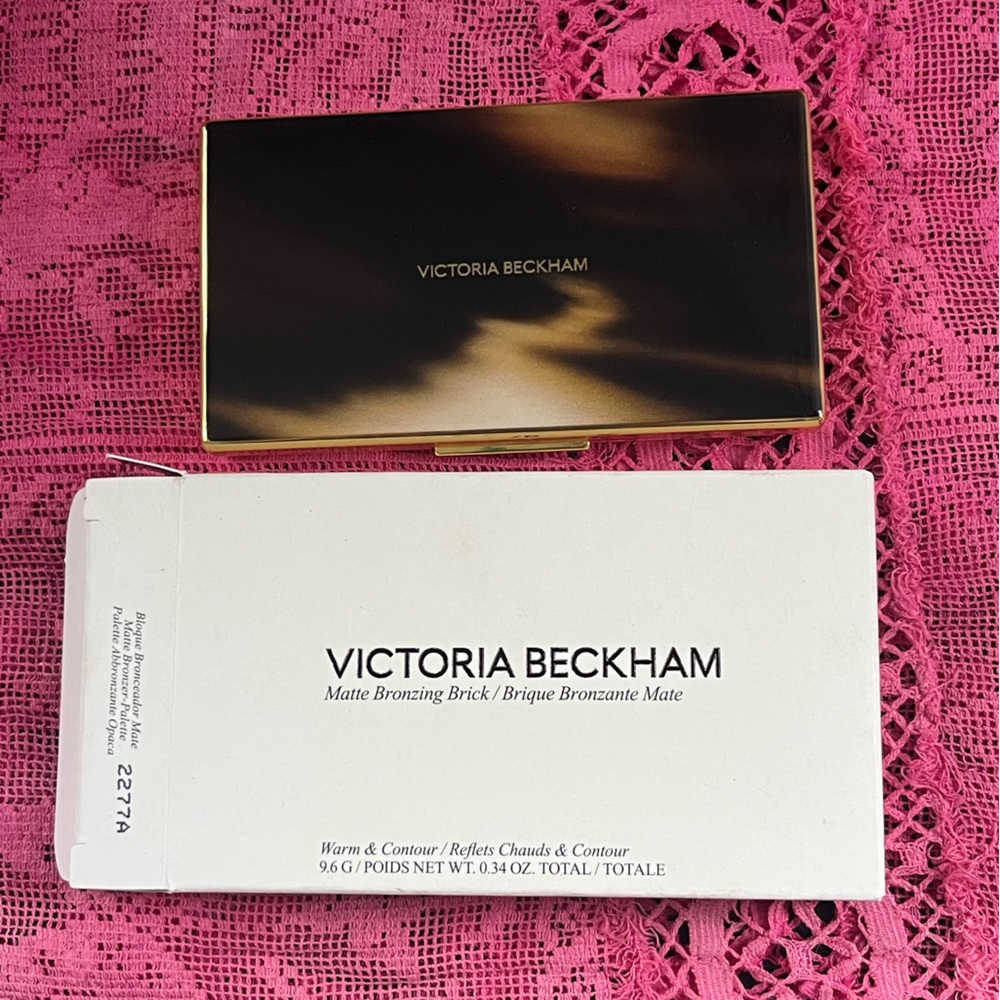 VICTORIA BECKHAM
VICTORIA BECKHAM
Matte Bronzing Brick / Brique Bronzante Mate
Warm & Contour / Reflets Chauds & Contour
9.6 G / POIDS NET WT. 0.34 OZ. TOTAL / TOTALE
Bloque Bronceador Mate
Matte Bronzer-Palette
Palette Abbronzante Opaca
2277A